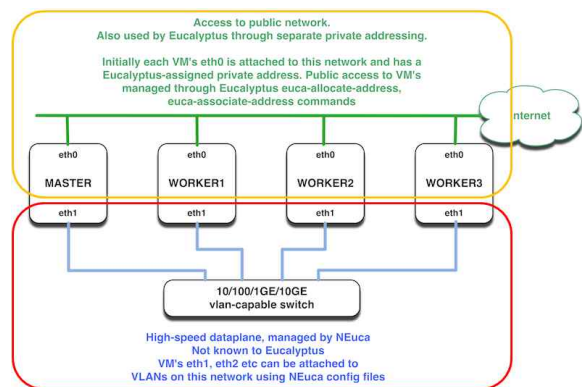 Access to public network.
Also used by Eucalyptus through separate private addressing.
Initially each VM's eth0 is attached to this network and has a
Eucalyptus-assigned private address. Public access to VM's
managed through Eucalyptus euca-allocate-address,
euca-associate-address commands
Internet
eth0
eth0
eth0
eth0
MASTER
WORKER1
WORKER2
WORKER3
eth1
eth1
eth1
eth1
10/100/1GE/10GE
vlan-capable switch
High-speed dataplane, managed by NEuca
Not known to Eucalyptus
VM's eth1, eth2 etc can be attached to
VLANs on this network using NEuca config files